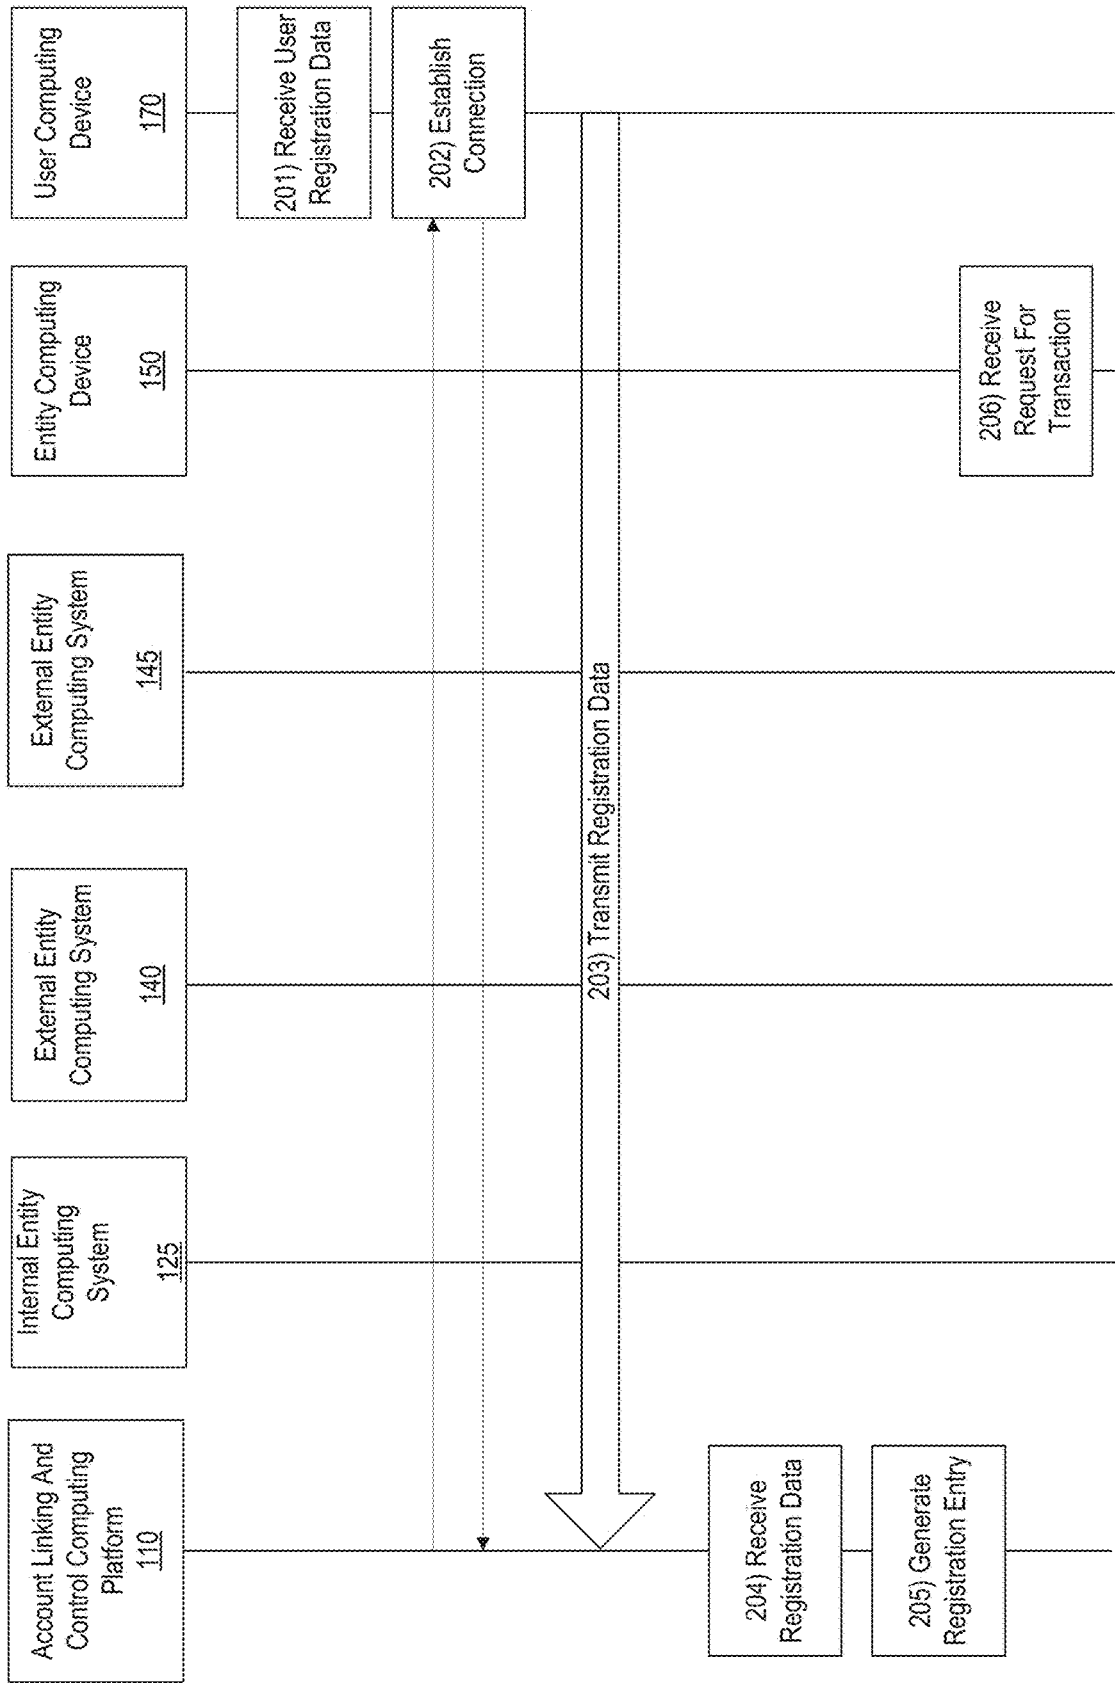 Account Linking And
Control Computing
Platform
110
Internal Entity
Computing
System
125
External Entity
Computing System
140
External Entity
Computing System
145
Entity Computing
Device
150
User Computing
Device
170
201) Receive User
Registration Data
202) Establish
Connection
203) Transmit Registration Data
204) Receive
Registration Data
205) Generate
Registration Entry
206) Receive
Request For
Transaction